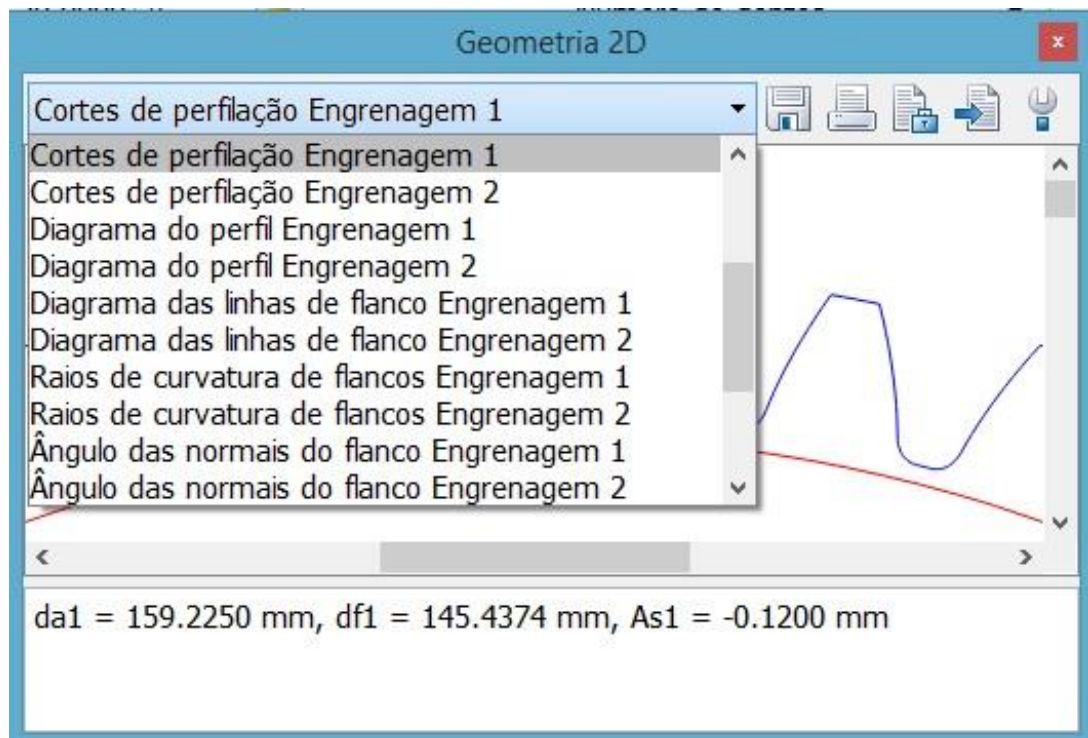 Geometria 2D
Cortes de perfilação Engrenagem 1
Cortes de perfilação Engrenagem 1
Cortes de perfilação Engrenagem 2
Diagrama do perfil Engrenagem 1
Diagrama do perfil Engrenagem 2
Diagrama das linhas de flanco Engrenagem 1
Diagrama das linhas de flanco Engrenagem 2
Raios de curvatura de flancos Engrenagem 1
Raios de curvatura de flancos Engrenagem 2
Ângulo das normais do flanco Engrenagem 1
Ângulo das normais do flanco Engrenagem 2
da1 = 159.2250 mm, df1 = 145.4374 mm, As1 = -0.1200 mm